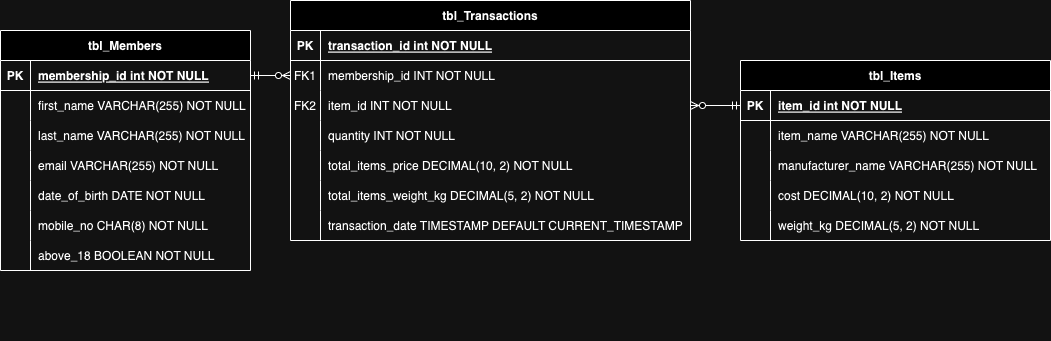 tbl_Members
PK membership_id int NOT NULL
first_name VARCHAR(255) NOT NULL
last_name VARCHAR(255) NOT NULL
email VARCHAR(255) NOT NULL
date_of_birth DATE NOT NULL
mobile_no CHAR(8) NOT NULL
above_18 BOOLEAN NOT NULL
tbl_Transactions
PK transaction_id int NOT NULL
FK1 membership_id INT NOT NULL
FK2 item_id INT NOT NULL
quantity INT NOT NULL
total_items_price DECIMAL(10, 2) NOT NULL
total_items_weight_kg DECIMAL(5, 2) NOT NULL
transaction_date TIMESTAMP DEFAULT CURRENT_TIMESTAMP
tbl_Items
PK item_id int NOT NULL
item_name VARCHAR(255) NOT NULL
manufacturer_name VARCHAR(255) NOT NULL
cost DECIMAL(10, 2) NOT NULL
weight_kg DECIMAL(5, 2) NOT NULL